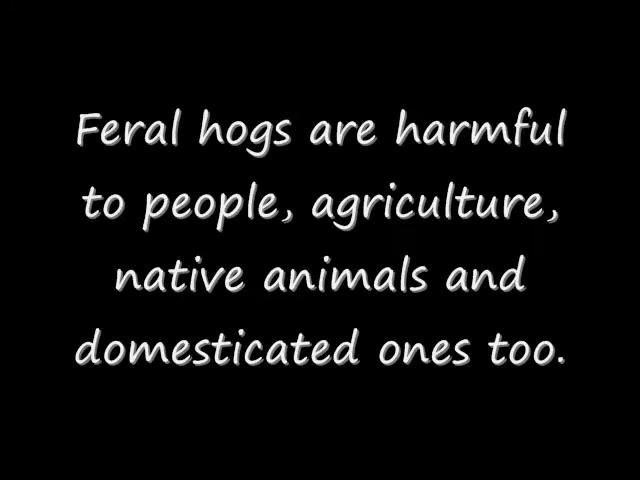 Feral hogs are harmful
to people, agriculture,
native animals and
domesticated ones too.